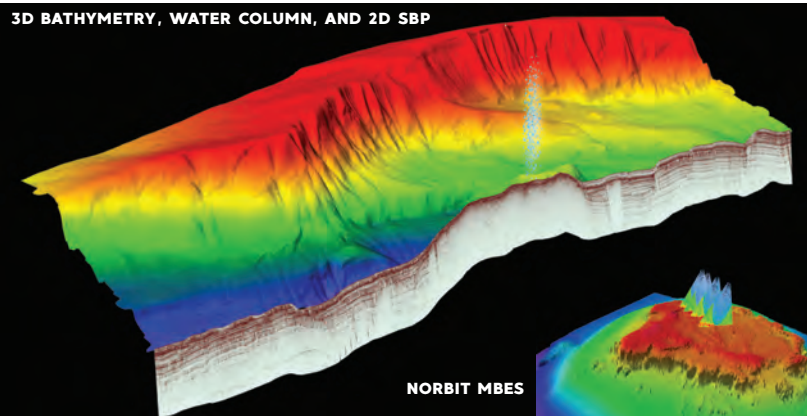 3D BATHYMETRY, WATER COLUMN, AND 2D SBP
NORBIT MBES